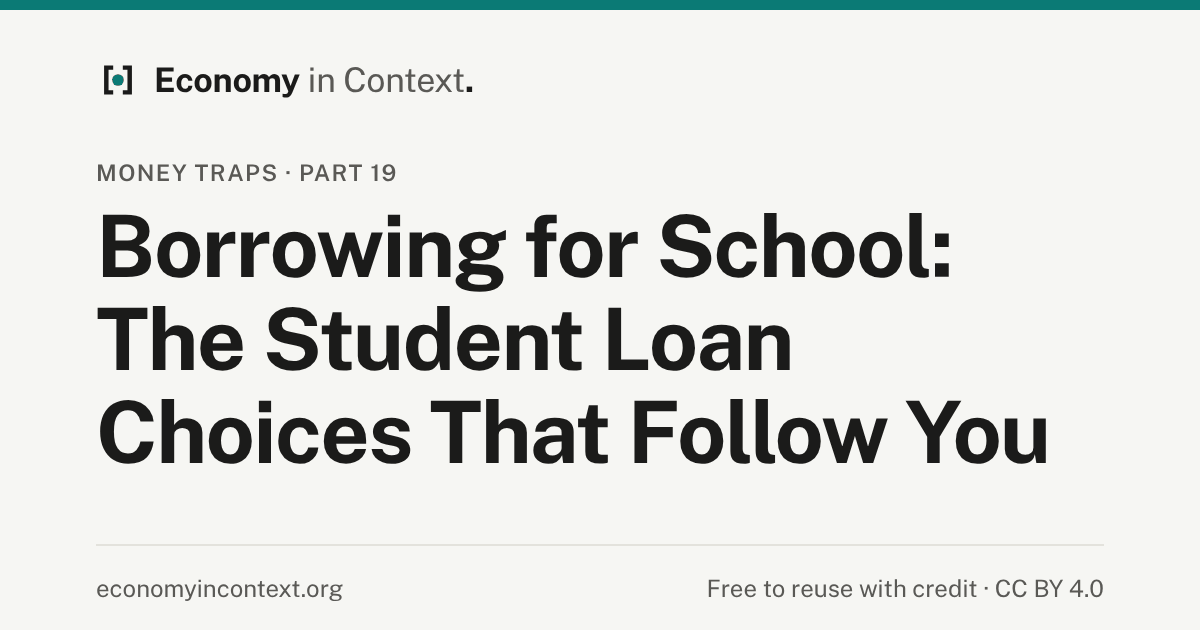 Economy in Context.
MONEY TRAPS · PART 19
Borrowing for School:
The Student Loan
Choices That Follow You
economyincontext.org
Free to reuse with credit · CC BY 4.0